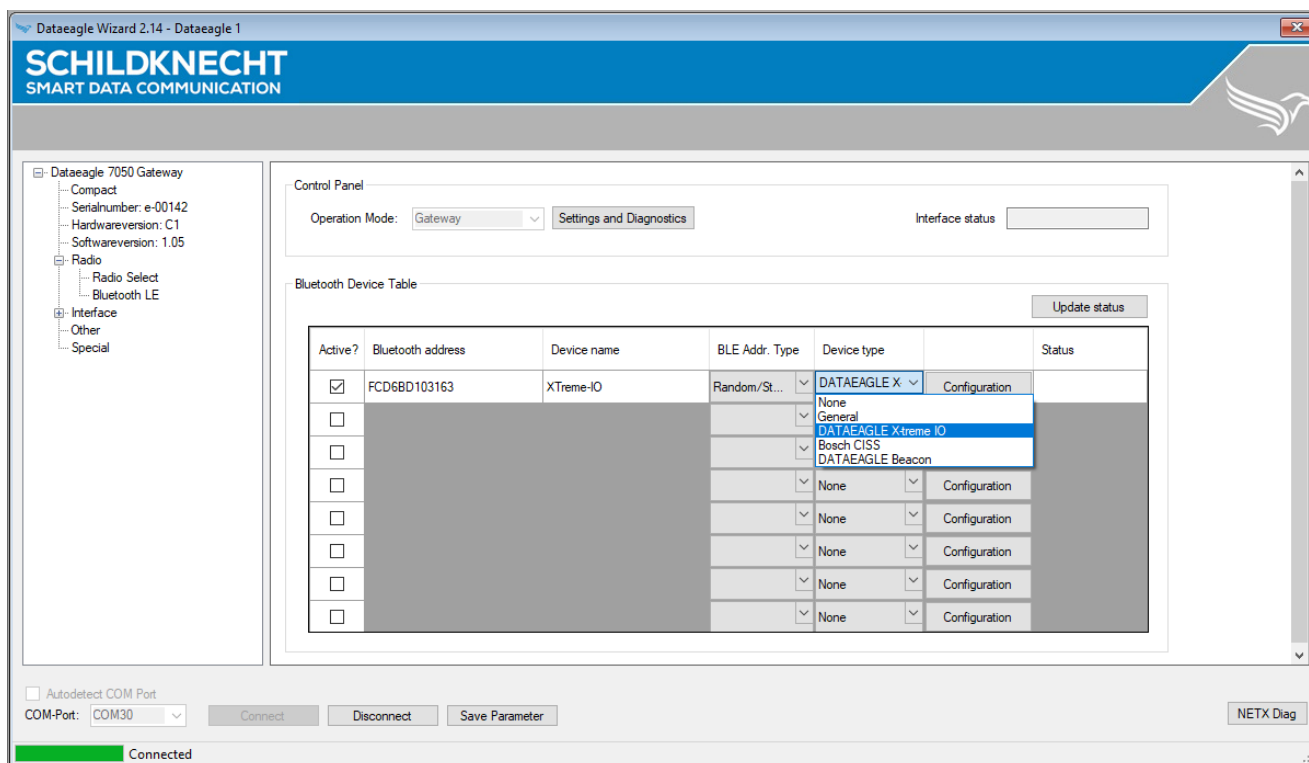 Dataeagle Wizard 2.14 - Dataeagle 1
SCHILDKNECHT
SMART DATA COMMUNICATION
Dataeagle 7050 Gateway
Compact
Serialnumber: e-00142
Hardwareversion: C1
Softwareversion: 1.05
Radio
Radio Select
Bluetooth LE
Interface
Other
Special
Control Panel
Operation Mode: Gateway Settings and Diagnostics Interface status
Bluetooth Device Table
Update status
Active? Bluetooth address Device name BLE Addr. Type Device type Status
FCD6BD103163 XTreme-IO Random/St... DATAEAGLE X- Configuration
None
General
DATAEAGLE X-treme IO
Bosch CISS
DATAEAGLE Beacon
None Configuration
None Configuration
None Configuration
None Configuration
None Configuration
Autodetect COM Port
COM-Port: COM30 Connect Disconnect Save Parameter NETX Diag
Connected